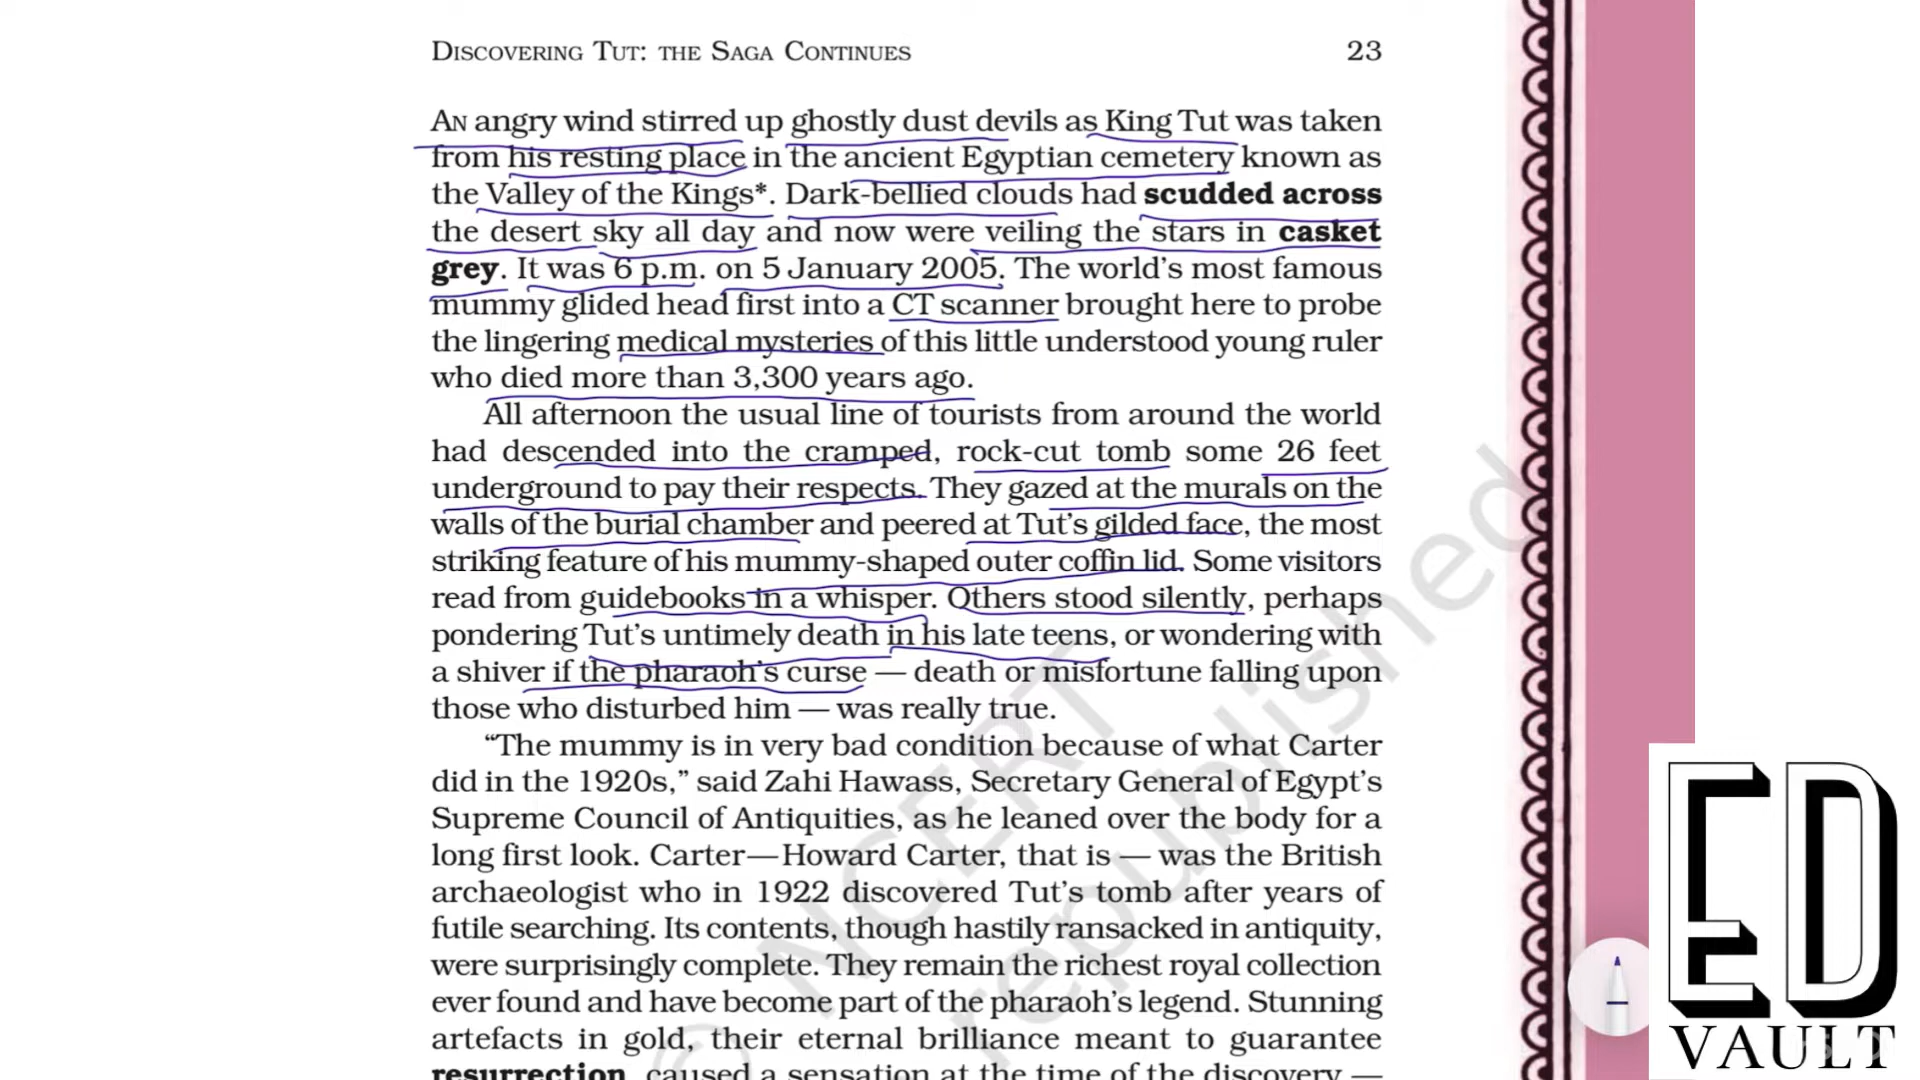 DISCOVERING TUT: THE SAGA CONTINUES 23
AN angry wind stirred up ghostly dust devils as King Tut was taken
from his resting place in the ancient Egyptian cemetery known as
the Valley of the Kings*. Dark-bellied clouds had scudded across
the desert sky all day and now were veiling the stars in casket
grey. It was 6 p.m. on 5 January 2005. The world’s most famous
mummy glided head first into a CT scanner brought here to probe
the lingering medical mysteries of this little understood young ruler
who died more than 3,300 years ago.
All afternoon the usual line of tourists from around the world
had descended into the cramped, rock-cut tomb some 26 feet
underground to pay their respects. They gazed at the murals on the
walls of the burial chamber and peered at Tut’s gilded face, the most
striking feature of his mummy-shaped outer coffin lid. Some visitors
read from guidebooks in a whisper. Others stood silently, perhaps
pondering Tut’s untimely death in his late teens, or wondering with
a shiver if the pharaoh’s curse — death or misfortune falling upon
those who disturbed him — was really true.
“The mummy is in very bad condition because of what Carter
did in the 1920s,” said Zahi Hawass, Secretary General of Egypt’s
Supreme Council of Antiquities, as he leaned over the body for a
long first look. Carter—Howard Carter, that is — was the British
archaeologist who in 1922 discovered Tut’s tomb after years of
futile searching. Its contents, though hastily ransacked in antiquity,
were surprisingly complete. They remain the richest royal collection
ever found and have become part of the pharaoh’s legend. Stunning
artefacts in gold, their eternal brilliance meant to guarantee
resurrection, caused a sensation at the time of the discovery —
© NCERT
republished
ED
VAULT